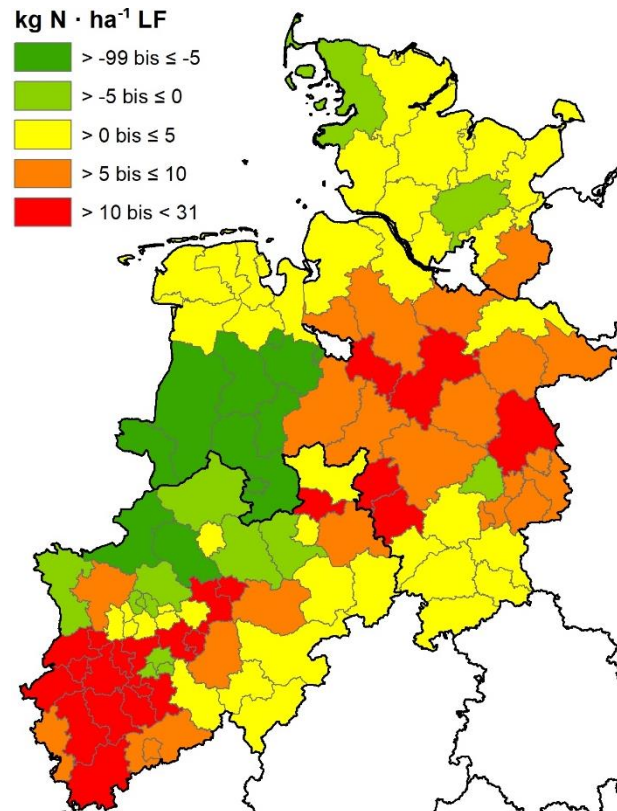 kg N · ha⁻¹ LF
> -99 bis ≤ -5
> -5 bis ≤ 0
> 0 bis ≤ 5
> 5 bis ≤ 10
> 10 bis < 31